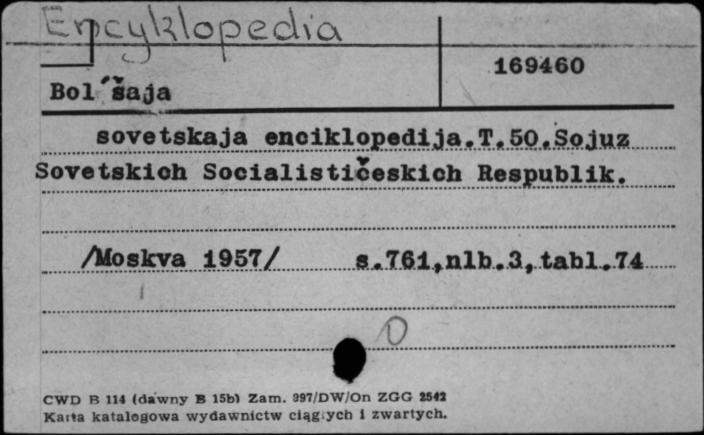 Encyklopedia
169460
Bol´šaja
sovetskaja enciklopedija.T.50.Sojuz
Sovetskich Socialističeskich Respublik.
/Moskva 1957/ s.761,nlb.3,tabl.74
0
CWD B 114 (dawny B 15b) Zam. 997/DW/On ZGG 2542
Karta katalogowa wydawnictw ciągłych i zwartych.